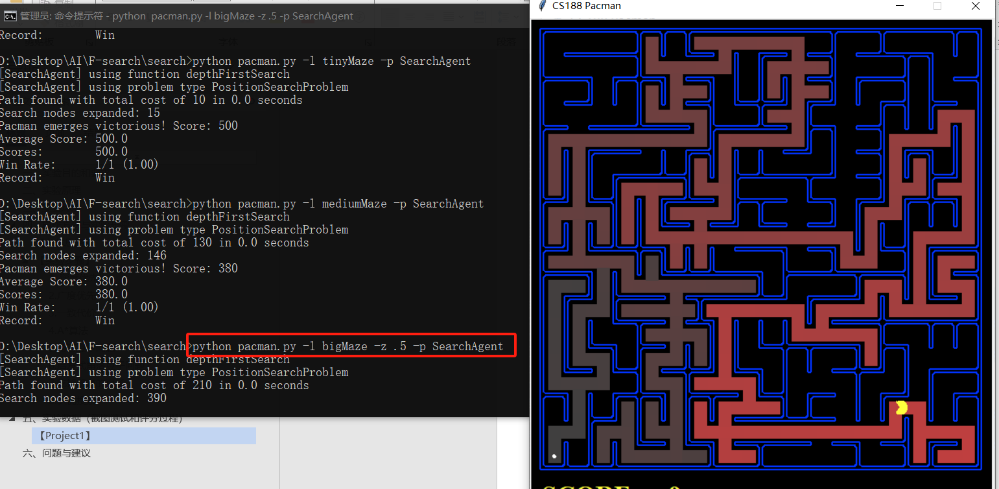 管理员: 命令提示符 - python pacman.py -l bigMaze -z .5 -p SearchAgent
Record: Win
D:\Desktop\AI\F-search\search>python pacman.py -l tinyMaze -p SearchAgent
[SearchAgent] using function depthFirstSearch
[SearchAgent] using problem type PositionSearchProblem
Path found with total cost of 10 in 0.0 seconds
Search nodes expanded: 15
Pacman emerges victorious! Score: 500
Average Score: 500.0
Scores: 500.0
Win Rate: 1/1 (1.00)
Record: Win
D:\Desktop\AI\F-search\search>python pacman.py -l mediumMaze -p SearchAgent
[SearchAgent] using function depthFirstSearch
[SearchAgent] using problem type PositionSearchProblem
Path found with total cost of 130 in 0.0 seconds
Search nodes expanded: 146
Pacman emerges victorious! Score: 380
Average Score: 380.0
Scores: 380.0
Win Rate: 1/1 (1.00)
Record: Win
D:\Desktop\AI\F-search\search>python pacman.py -l bigMaze -z .5 -p SearchAgent
[SearchAgent] using function depthFirstSearch
[SearchAgent] using problem type PositionSearchProblem
Path found with total cost of 210 in 0.0 seconds
Search nodes expanded: 390
五、实验数据（截图测试和评分过程）
【Project1】
六、问题与建议
CS188 Pacman